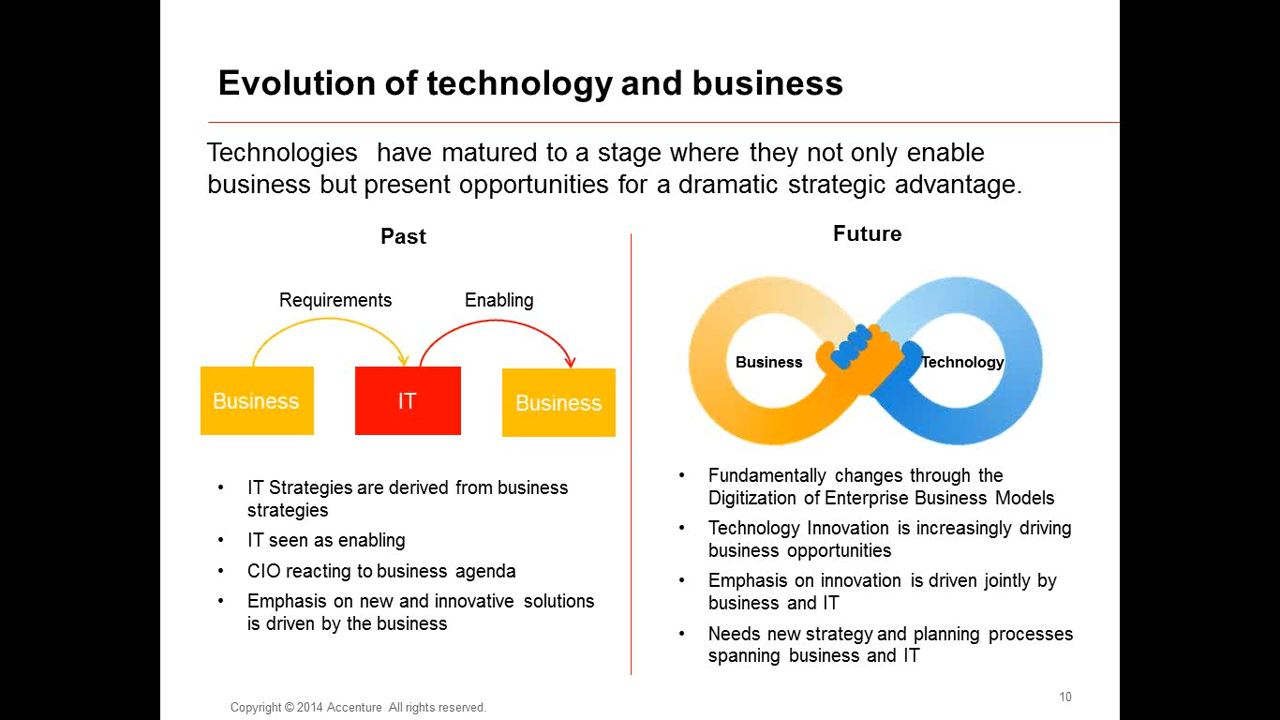 Evolution of technology and business
Technologies have matured to a stage where they not only enable
business but present opportunities for a dramatic strategic advantage.
Past
Requirements
Enabling
Business
IT
Business
• IT Strategies are derived from business
strategies
• IT seen as enabling
• CIO reacting to business agenda
• Emphasis on new and innovative solutions
is driven by the business
Future
Business
Technology
• Fundamentally changes through the
Digitization of Enterprise Business Models
• Technology Innovation is increasingly driving
business opportunities
• Emphasis on innovation is driven jointly by
business and IT
• Needs new strategy and planning processes
spanning business and IT
Copyright © 2014 Accenture All rights reserved.
10